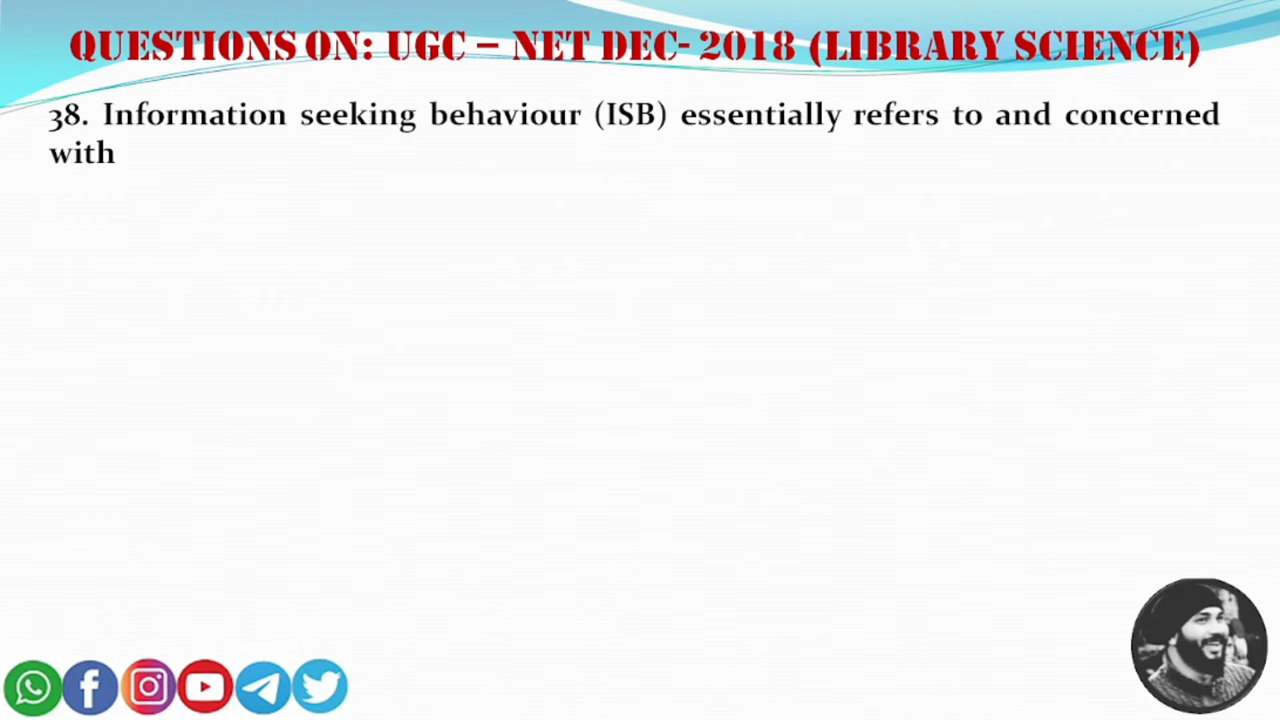 QUESTIONS ON: UGC – NET DEC- 2018 (LIBRARY SCIENCE)
38. Information seeking behaviour (ISB) essentially refers to and concerned
with